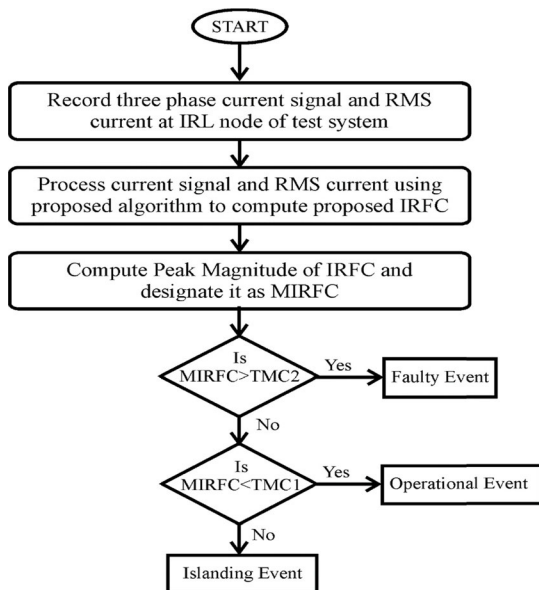 START
Record three phase current signal and RMS
current at IRL node of test system
Process current signal and RMS current using
proposed algorithm to compute proposed IRFC
Compute Peak Magnitude of IRFC and
designate it as MIRFC
Is
MIRFC>TMC2
Yes
Faulty Event
No
Is
MIRFC<TMC1
Yes
Operational Event
No
Islanding Event